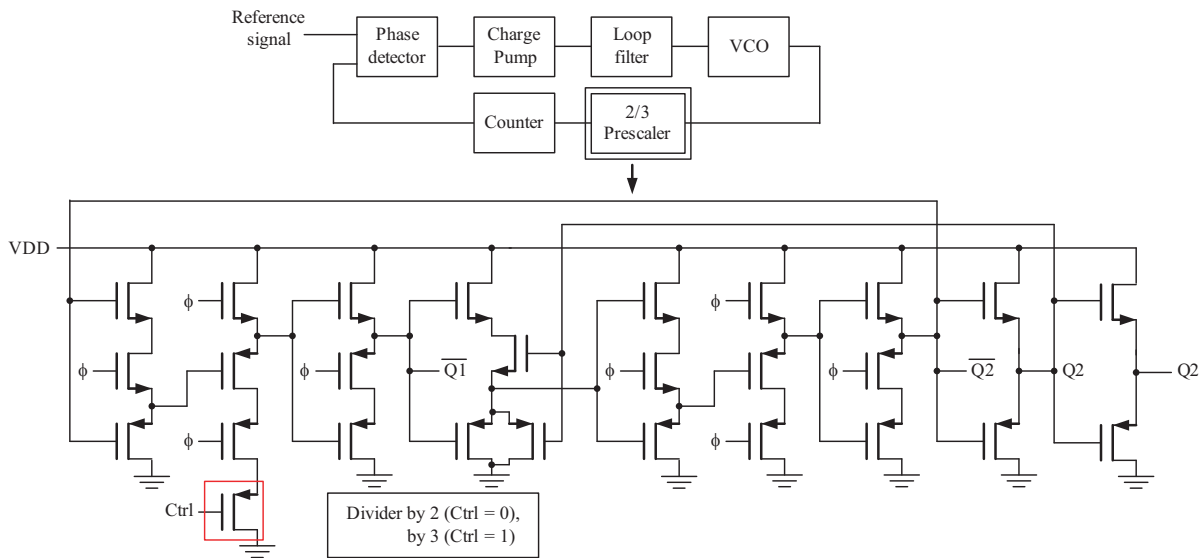 Reference
signal
Phase
detector
Charge
Pump
Loop
filter
VCO
Counter
2/3
Prescaler
VDD
ϕ
ϕ
ϕ
ϕ
ϕ
ϕ
ϕ
ϕ
Q1
Q2
Q2
Q2
ϕ
ϕ
Ctrl
Divider by 2 (Ctrl = 0),
by 3 (Ctrl = 1)